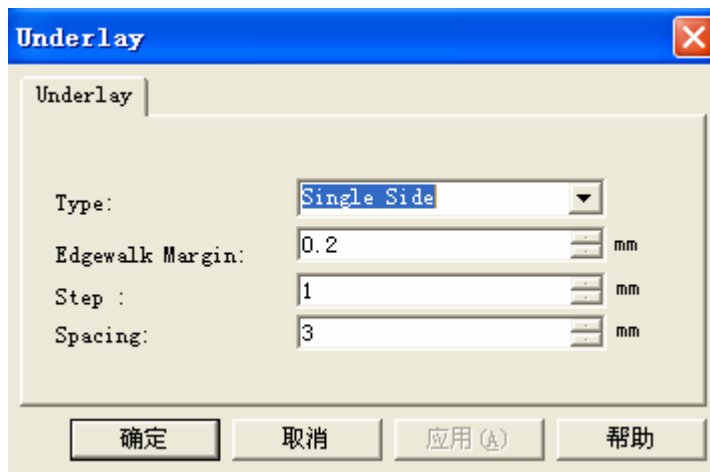 Underlay
Underlay
Type: Single Side
Edgewalk Margin: 0.2 mm
Step : 1 mm
Spacing: 3 mm
确定 取消 应用(A) 帮助